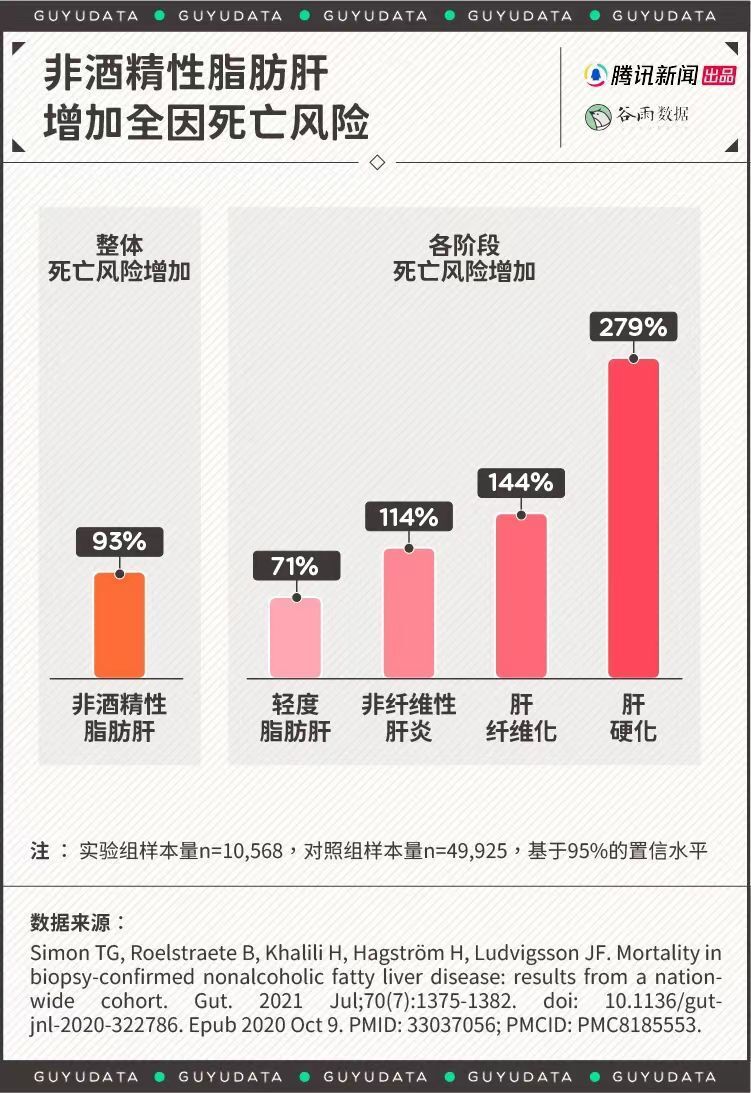 GUYUDATA GUYUDATA GUYUDATA GUYUDATA GUYUDATA
非酒精性脂肪肝
增加全因死亡风险
腾讯新闻 出品
谷雨数据
整体
死亡风险增加
93%
非酒精性
脂肪肝
各阶段
死亡风险增加
279%
144%
114%
71%
轻度
脂肪肝
非纤维性
肝炎
肝
纤维化
肝
硬化
注 ： 实验组样本量n=10,568，对照组样本量n=49,925，基于95%的置信水平
数据来源：
Simon TG, Roelstraete B, Khalili H, Hagström H, Ludvigsson JF. Mortality in
biopsy-confirmed nonalcoholic fatty liver disease: results from a nation-
wide cohort. Gut. 2021 Jul;70(7):1375-1382. doi: 10.1136/gut-
jnl-2020-322786. Epub 2020 Oct 9. PMID: 33037056; PMCID: PMC8185553.
GUYUDATA GUYUDATA GUYUDATA GUYUDATA GUYUDATA